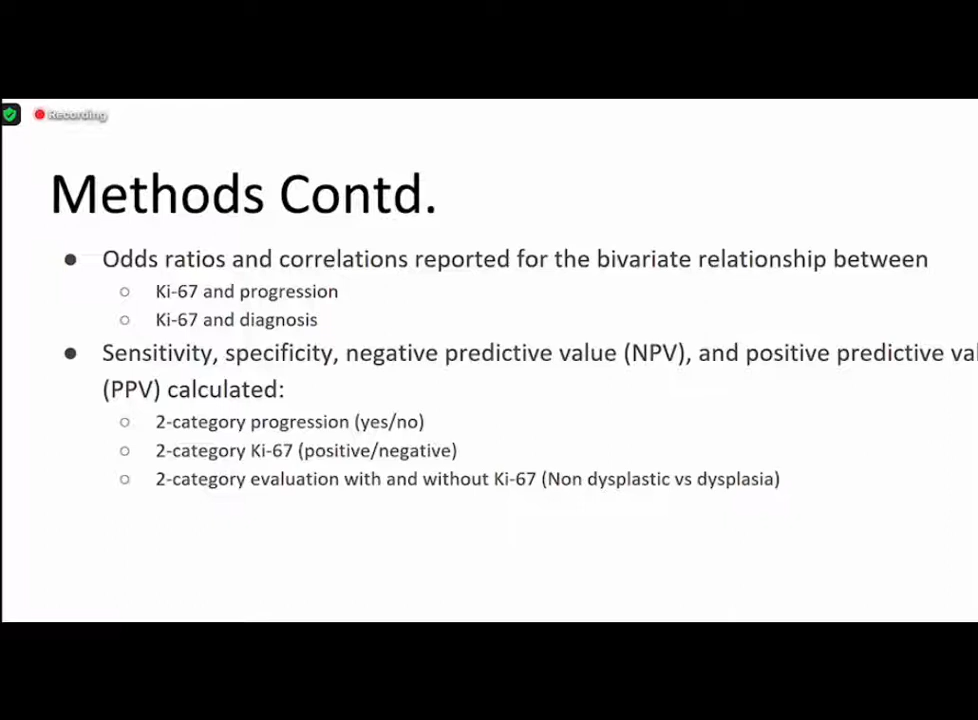 Recording
Methods Contd.
● Odds ratios and correlations reported for the bivariate relationship between
○ Ki-67 and progression
○ Ki-67 and diagnosis
● Sensitivity, specificity, negative predictive value (NPV), and positive predictive
(PPV) calculated:
○ 2-category progression (yes/no)
○ 2-category Ki-67 (positive/negative)
○ 2-category evaluation with and without Ki-67 (Non dysplastic vs dysplasia)